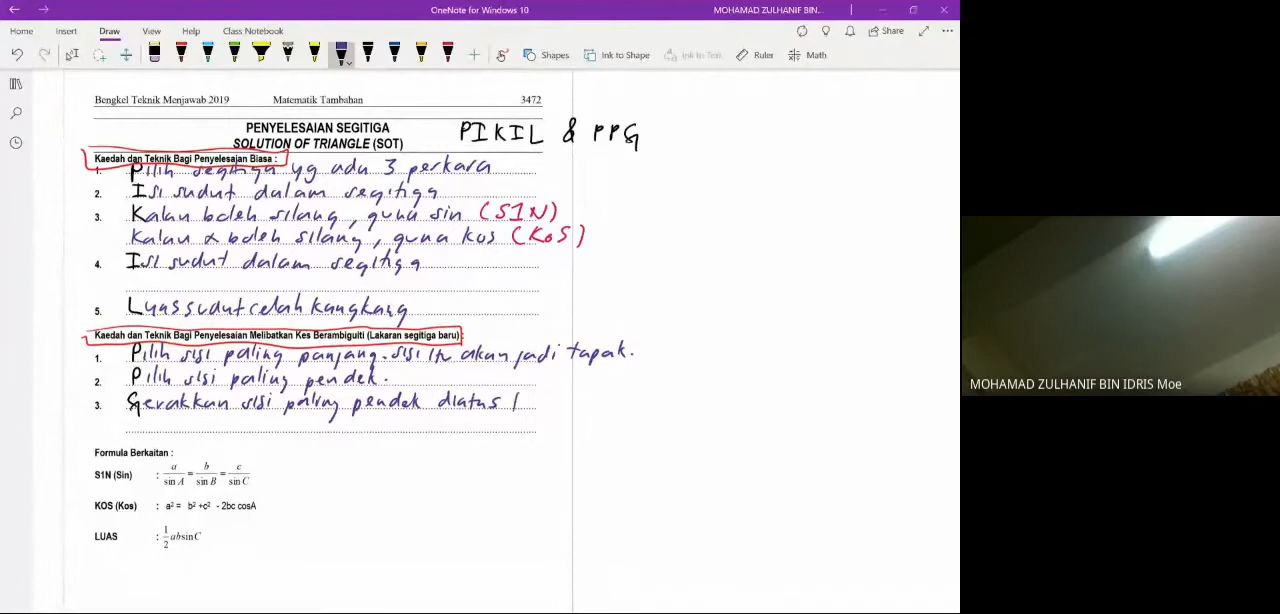 OneNote for Windows 10
MOHAMAD ZULHANIF BIN...
Home Insert Draw View Help Class Notebook
Share
Shapes Ink to Shape Ink to Text Ruler Math
Bengkel Teknik Menjawab 2019 Matematik Tambahan 3472
PENYELESAIAN SEGITIGA
SOLUTION OF TRIANGLE (SOT)
PIKIL & PPG
Kaedah dan Teknik Bagi Penyelesaian Biasa :
1. Pilih segitiga yg ada 3 perkara
2. Isi sudut dalam segitiga
3. Kalau boleh silang, guna sin (S1N)
Kalau x boleh silang, guna kos (KOS)
4. Isi sudut dalam segitiga
5. Luas sudut celah kangkang
Kaedah dan Teknik Bagi Penyelesaian Melibatkan Kes Berambiguiti (Lakaran segitiga baru) :
1. Pilih sisi paling panjang. Sisi itu akan jadi tapak.
2. Pilih sisi paling pendek.
3. Gerakkan sisi paling pendek diatas
Formula Berkaitan :
S1N (Sin) : a/sin A = b/sin B = c/sin C
KOS (Kos) : a² = b² +c² - 2bc cosA
LUAS : 1/2 ab sin C
MOHAMAD ZULHANIF BIN IDRIS Moe